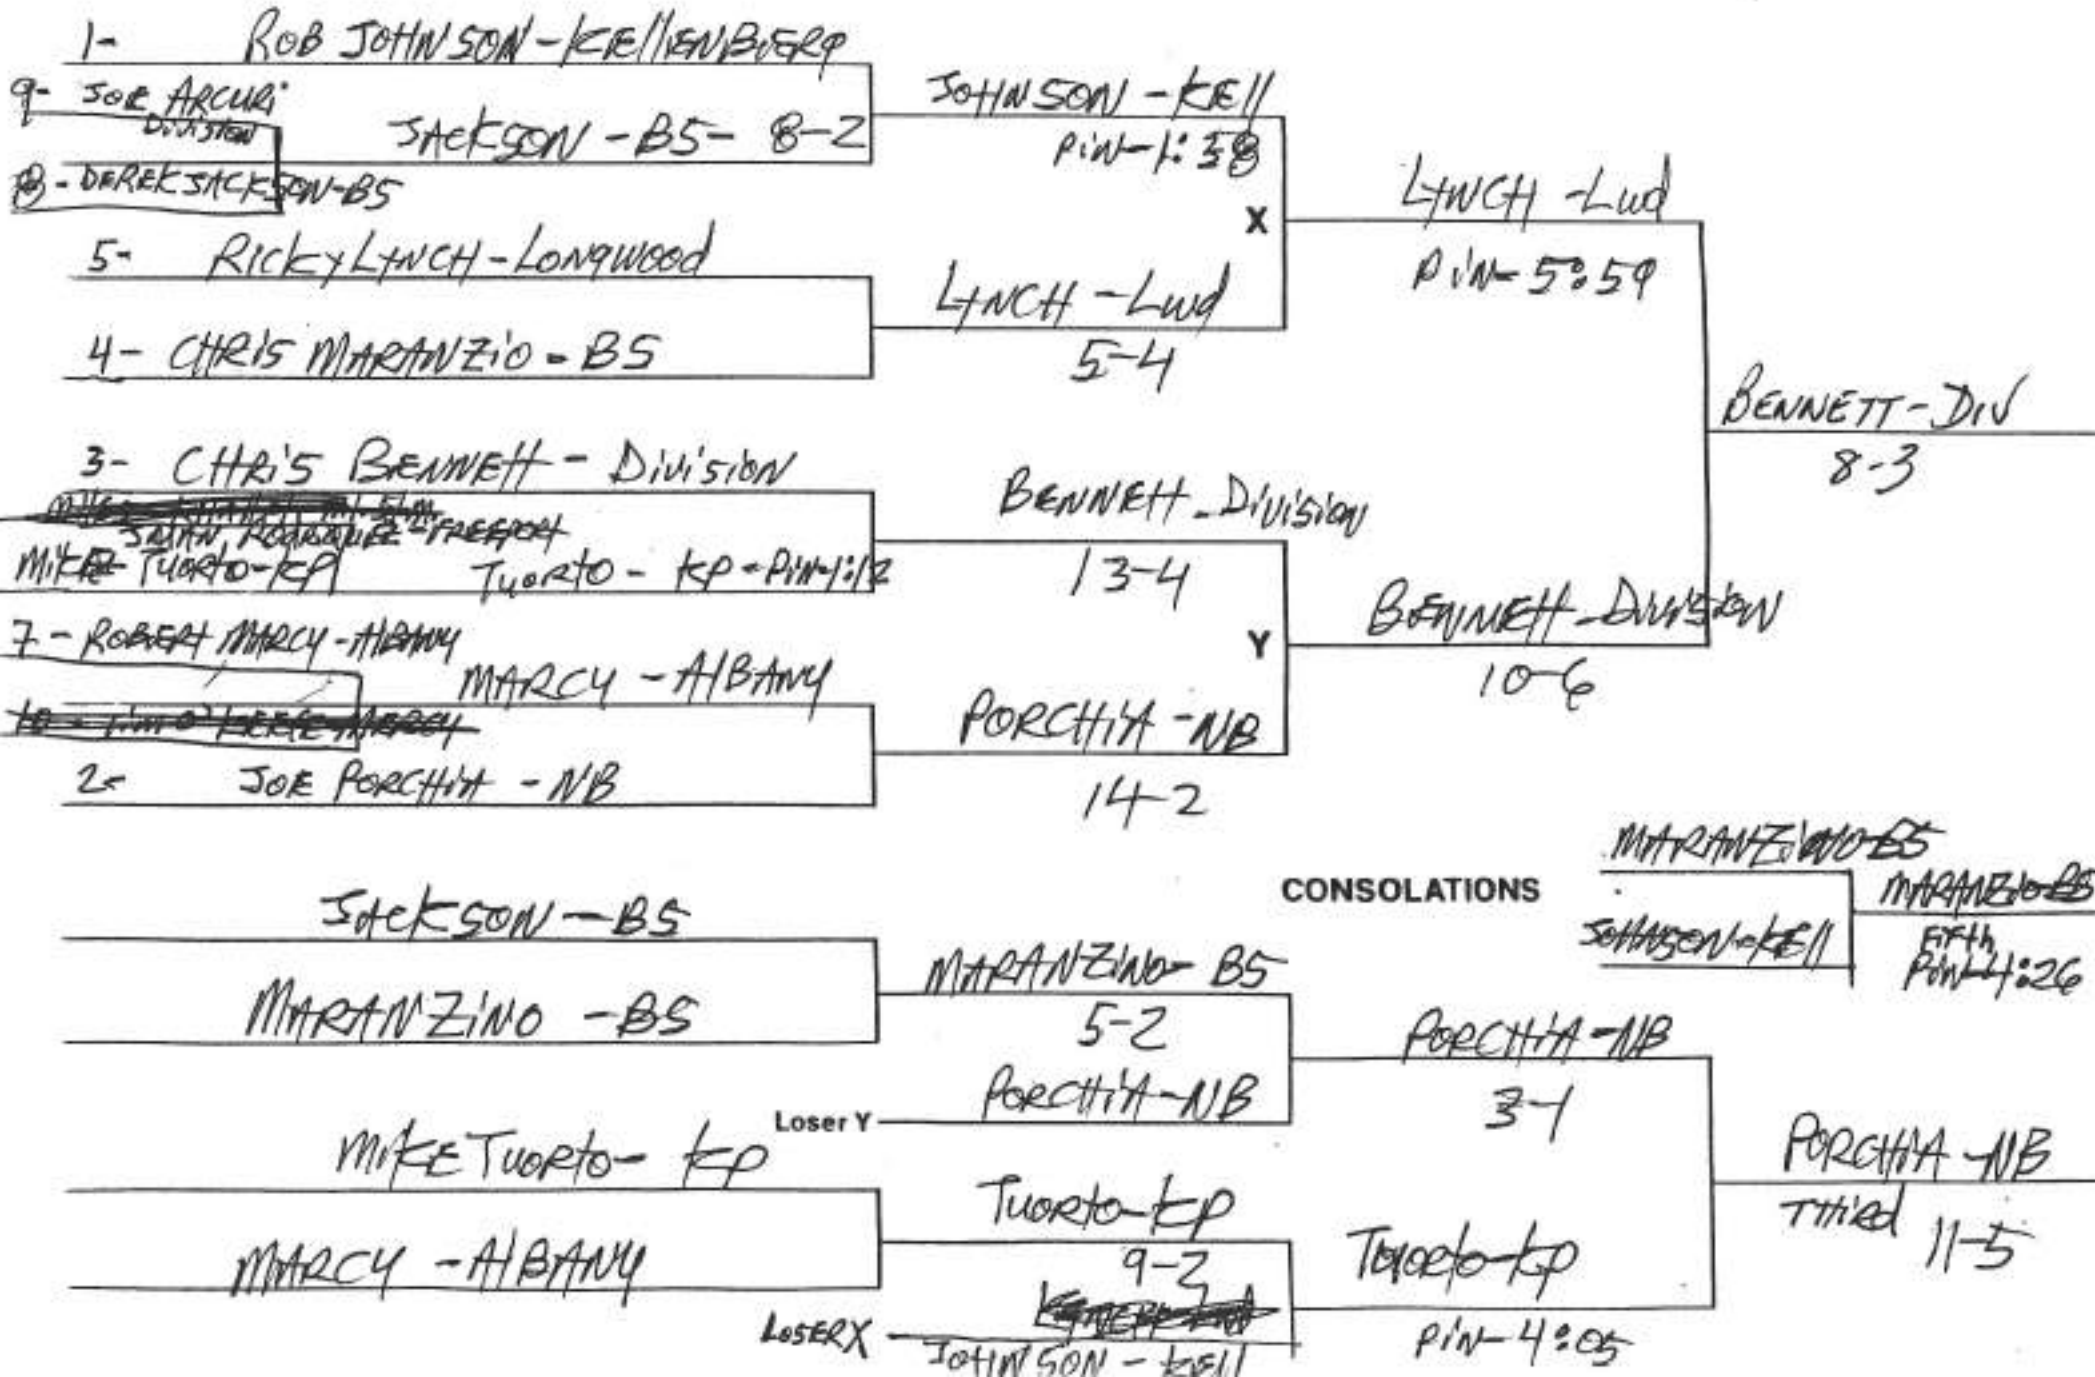 1- ROB JOHNSON-KEllENBERg
9- JOE ARCURi
Division
JACKSON - BS- 8-2
8-DEREK JACKSON-BS
JOHNSON - KEll
Pin-1:38
X
5- RICKY LYNCH-LONgwood
4- CHRiS MARANZiO - BS
LYNCH - Lwd
5-4
LYNCH - Lwd
Pin-5:59
3- CHRiS BENNEtt - Division
FREEPORT
MikE Tuorto-KP
Tuorto - KP-Pin-1:12
BENNEtt-Division
13-4
7-ROBERT MARCY-AlBANY
MARCY - AlBANY
2- JOE PORCHiA - NB
PORCHiA - NB
14-2
Y
BENNEtt-Division
10-6
BENNETT-DIV
8-3
CONSOLATIONS
MARANZiNO-BS
JOHNSON-KEll
MARANZiO-BS
Fifth
Pin-4:26
JACKSON - BS
MARANZiNO - BS
MARANZiNO- BS
5-2
Loser Y
PORCHiA-NB
PORCHiA-NB
3-1
MIKE Tuorto- KP
MARCY - AlBANY
Tuorto-KP
9-2
LOSER X
JOHNSON - KEll
Tuorto-KP
Pin-4:05
PORCHiA-NB
THiRd 11-5